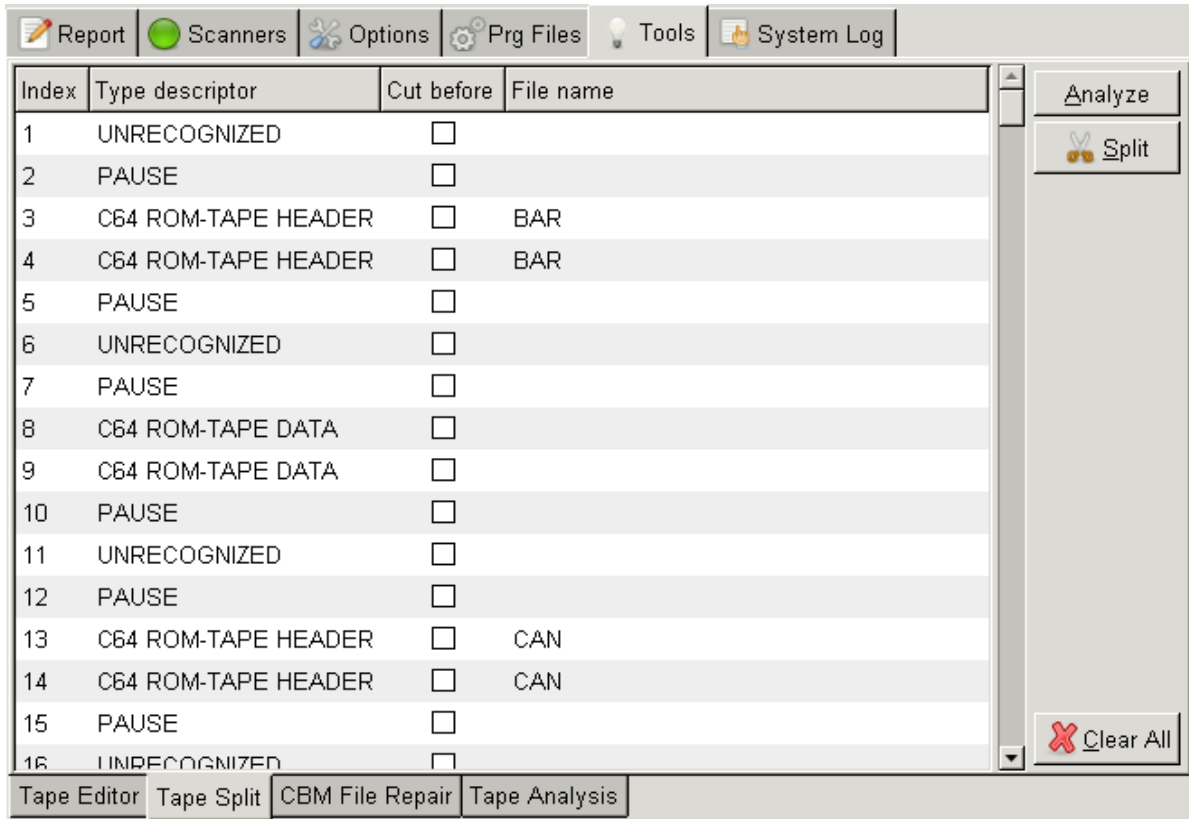 Report Scanners Options Prg Files Tools System Log
Index Type descriptor Cut before File name
Analyze
1 UNRECOGNIZED
Split
2 PAUSE
3 C64 ROM-TAPE HEADER BAR
4 C64 ROM-TAPE HEADER BAR
5 PAUSE
6 UNRECOGNIZED
7 PAUSE
8 C64 ROM-TAPE DATA
9 C64 ROM-TAPE DATA
10 PAUSE
11 UNRECOGNIZED
12 PAUSE
13 C64 ROM-TAPE HEADER CAN
14 C64 ROM-TAPE HEADER CAN
15 PAUSE
Clear All
16 UNRECOGNIZED
Tape Editor Tape Split CBM File Repair Tape Analysis